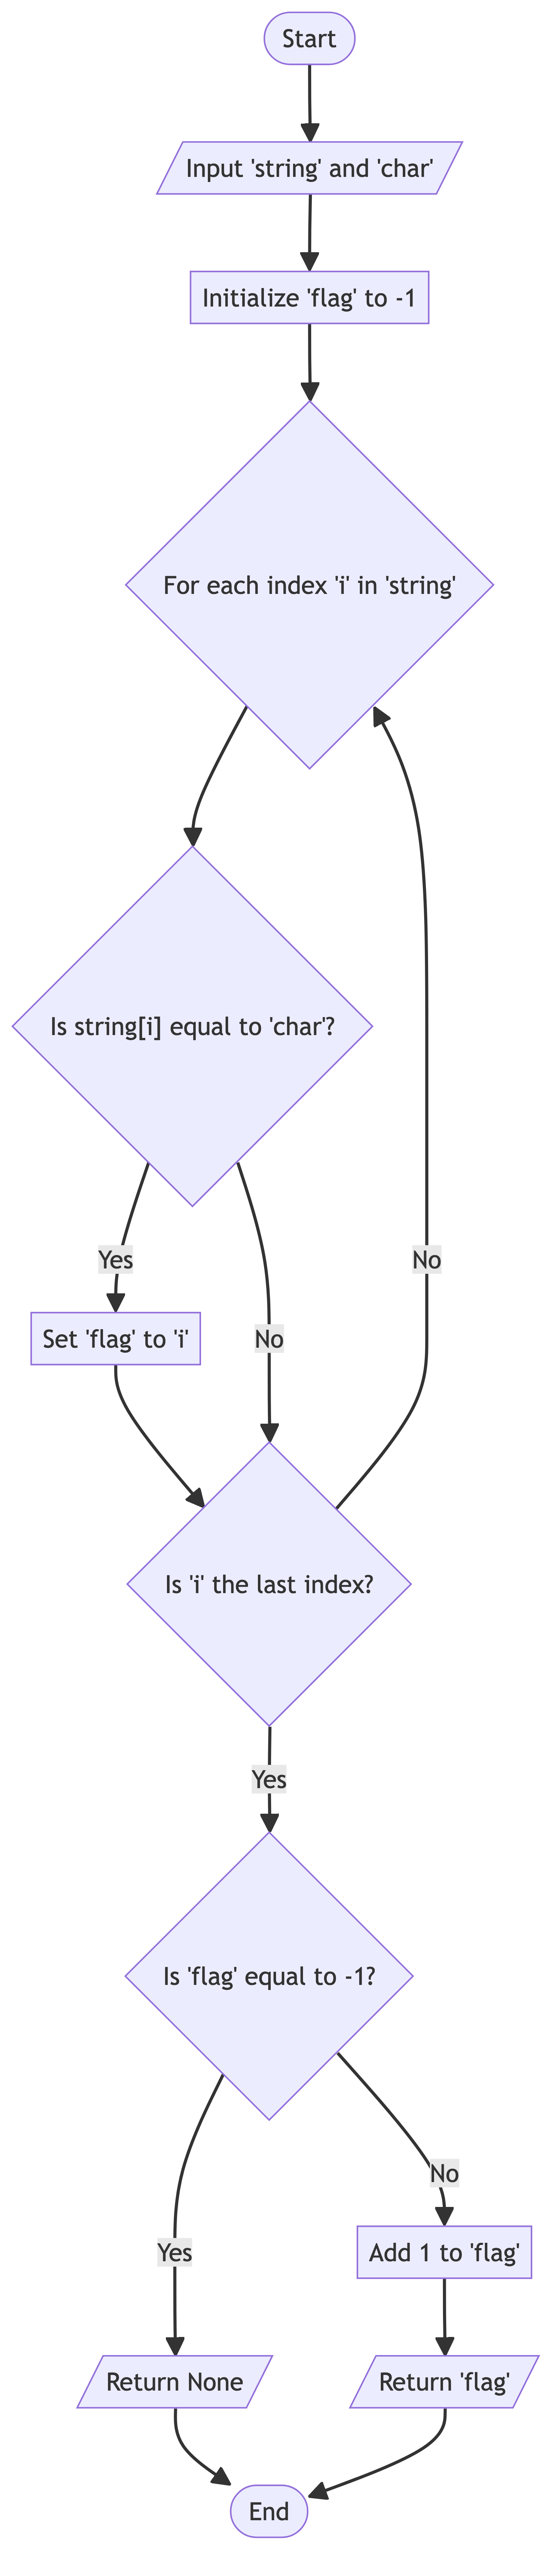 Start
Input 'string' and 'char'
Initialize 'flag' to -1
For each index 'i' in 'string'
Is string[i] equal to 'char'?
Yes
No
Set 'flag' to 'i'
No
Is 'i' the last index?
Yes
Is 'flag' equal to -1?
No
Yes
Add 1 to 'flag'
Return None
Return 'flag'
End